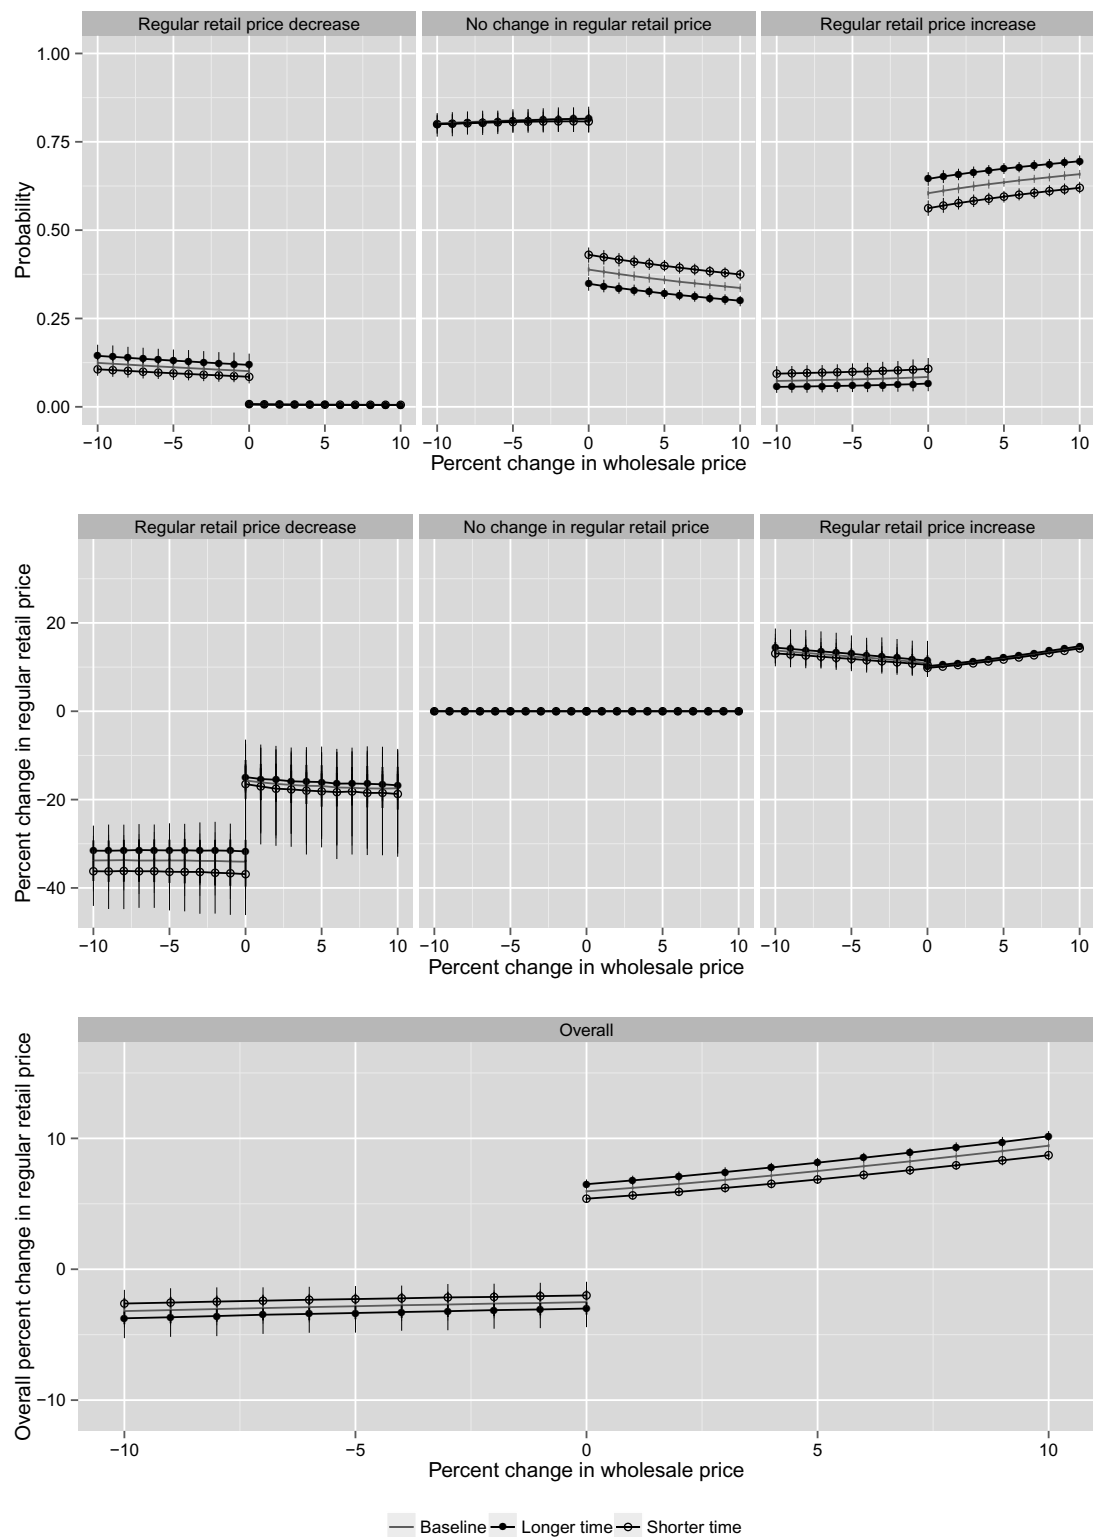 Regular retail price decrease No change in regular retail price Regular retail price increase
Probability
1.00
0.75
0.50
0.25
0.00
−10 −5 0 5 10 −10 −5 0 5 10 −10 −5 0 5 10
Percent change in wholesale price
Regular retail price decrease No change in regular retail price Regular retail price increase
Percent change in regular retail price
20
0
−20
−40
−10 −5 0 5 10 −10 −5 0 5 10 −10 −5 0 5 10
Percent change in wholesale price
Overall
Overall percent change in regular retail price
10
0
−10
−10 −5 0 5 10
Percent change in wholesale price
Baseline Longer time Shorter time